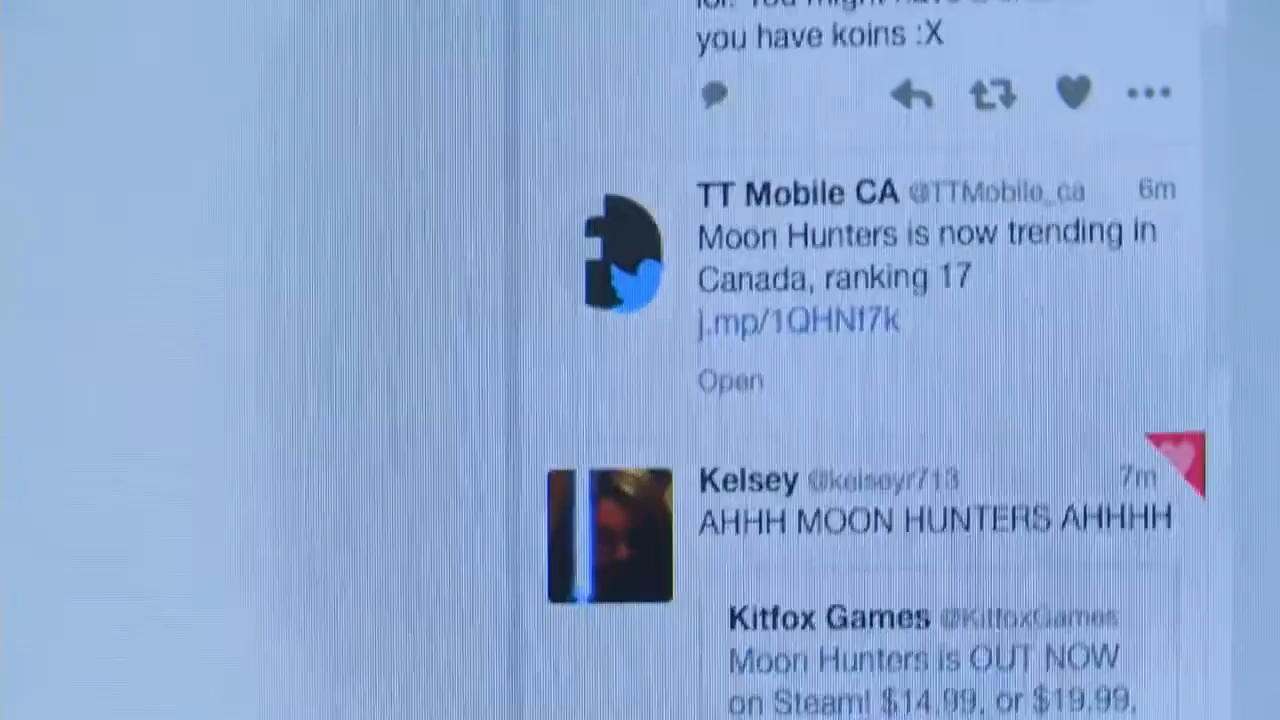 you have koins :X
TT Mobile CA @TTMobile_ca 6m
Moon Hunters is now trending in
Canada, ranking 17
j.mp/1QHNf7k
Open
Kelsey @kelseyr713 7m
AHHH MOON HUNTERS AHHHH
Kitfox Games @KitfoxGames
Moon Hunters is OUT NOW
on Steam! $14.99, or $19.99,